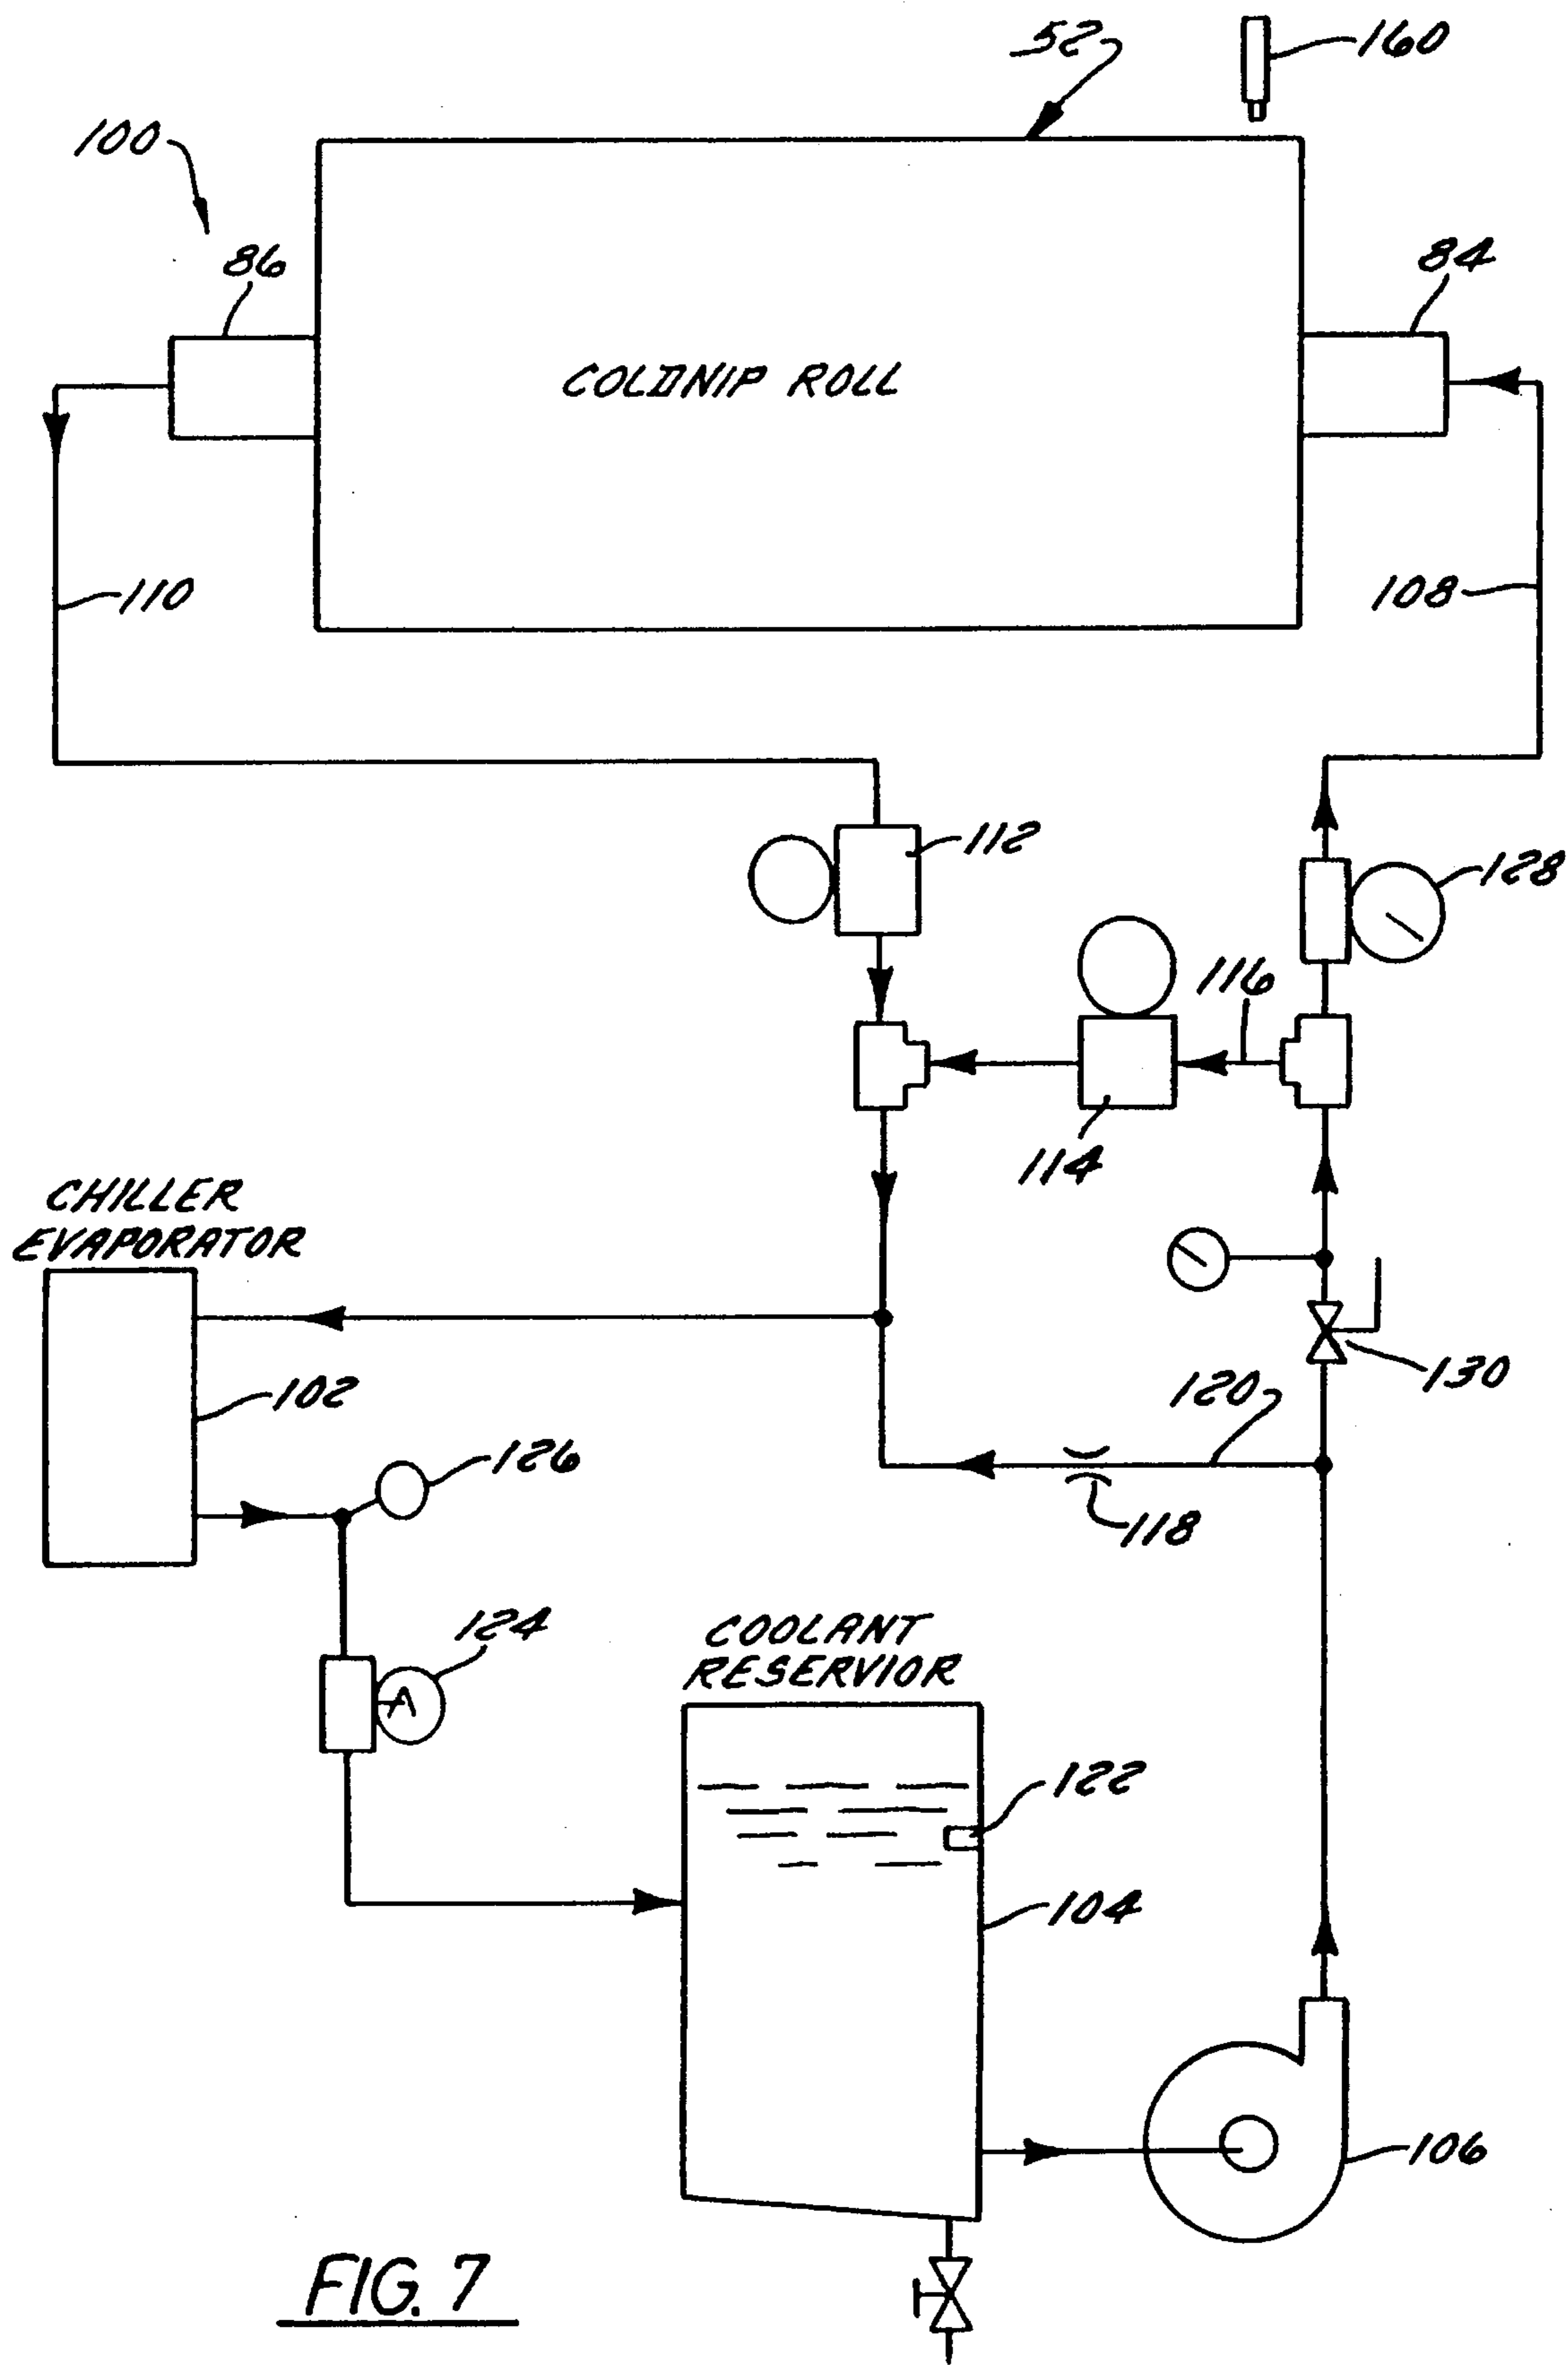 52
160
100
86
84
COLDNIP ROLL
110
108
112
128
116
114
CHILLER
EVAPORATOR
130
102
120
126
118
124
COOLANT
RESERVIOR
A
122
104
106
FIG. 7